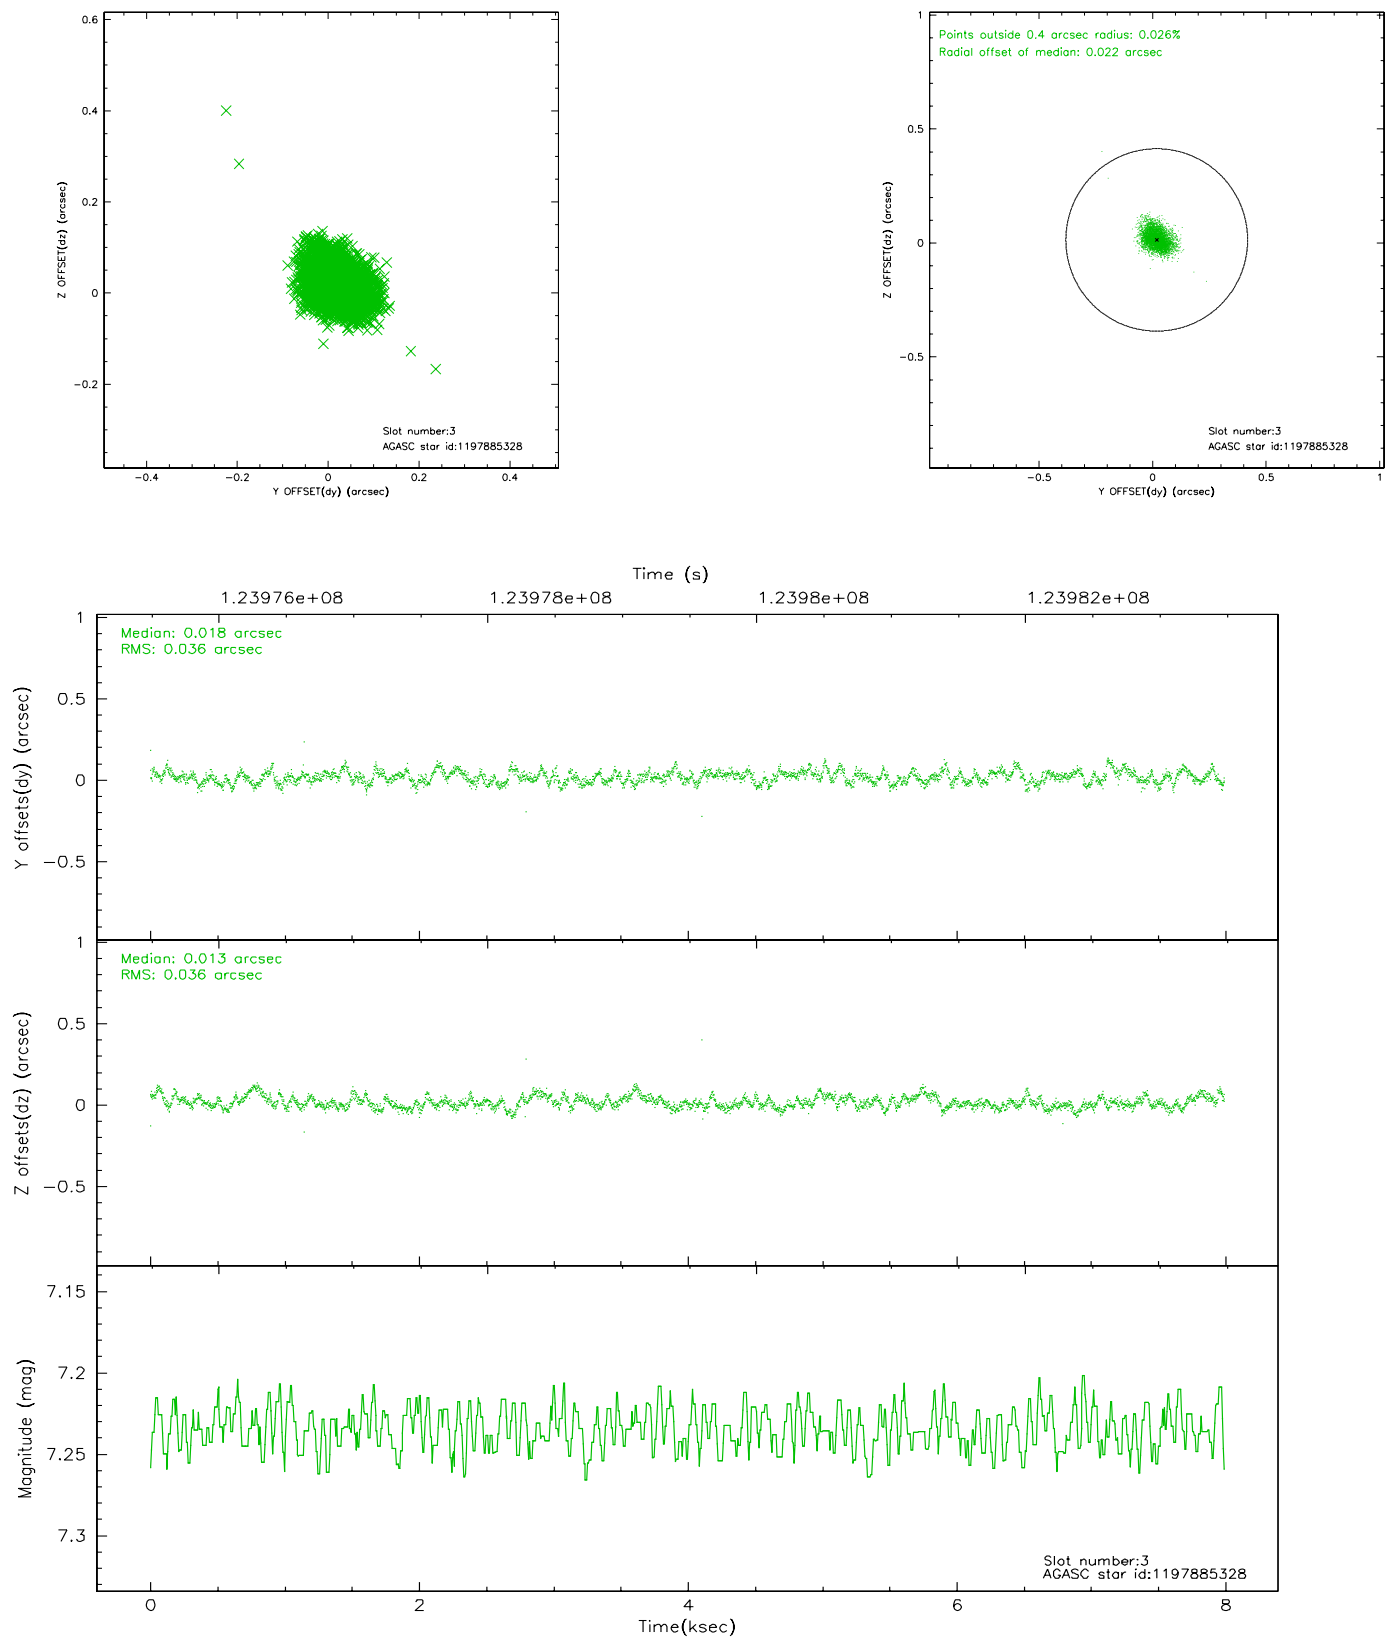 0.6
0.4
0.2
0
−0.2
Z OFFSET(dz) (arcsec)
Slot number:3
AGASC star id:1197885328
−0.4 −0.2 0 0.2 0.4
Y OFFSET(dy) (arcsec)
Points outside 0.4 arcsec radius: 0.026%
Radial offset of median: 0.022 arcsec
1
0.5
0
−0.5
Z OFFSET(dz) (arcsec)
Slot number:3
AGASC star id:1197885328
−0.5 0 0.5 1
Y OFFSET(dy) (arcsec)
Time (s)
1.23976e+08 1.23978e+08 1.2398e+08 1.23982e+08
Median: 0.018 arcsec
RMS: 0.036 arcsec
1
0.5
0
−0.5
Y offsets(dy) (arcsec)
Median: 0.013 arcsec
RMS: 0.036 arcsec
1
0.5
0
−0.5
Z offsets(dz) (arcsec)
7.15
7.2
7.25
7.3
Magnitude (mag)
Slot number:3
AGASC star id:1197885328
0 2 4 6 8
Time(ksec)